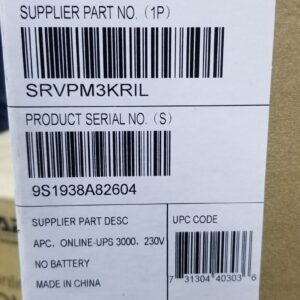 SUPPLIER PART NO. (1P)
SRVPM3KRIL
PRODUCT SERIAL NO. (S)
9S1938A82604
SUPPLIER PART DESC
UPC CODE
APC, ONLINE-UPS 3000, 230V
NO BATTERY
MADE IN CHINA
7 31304 40303 6